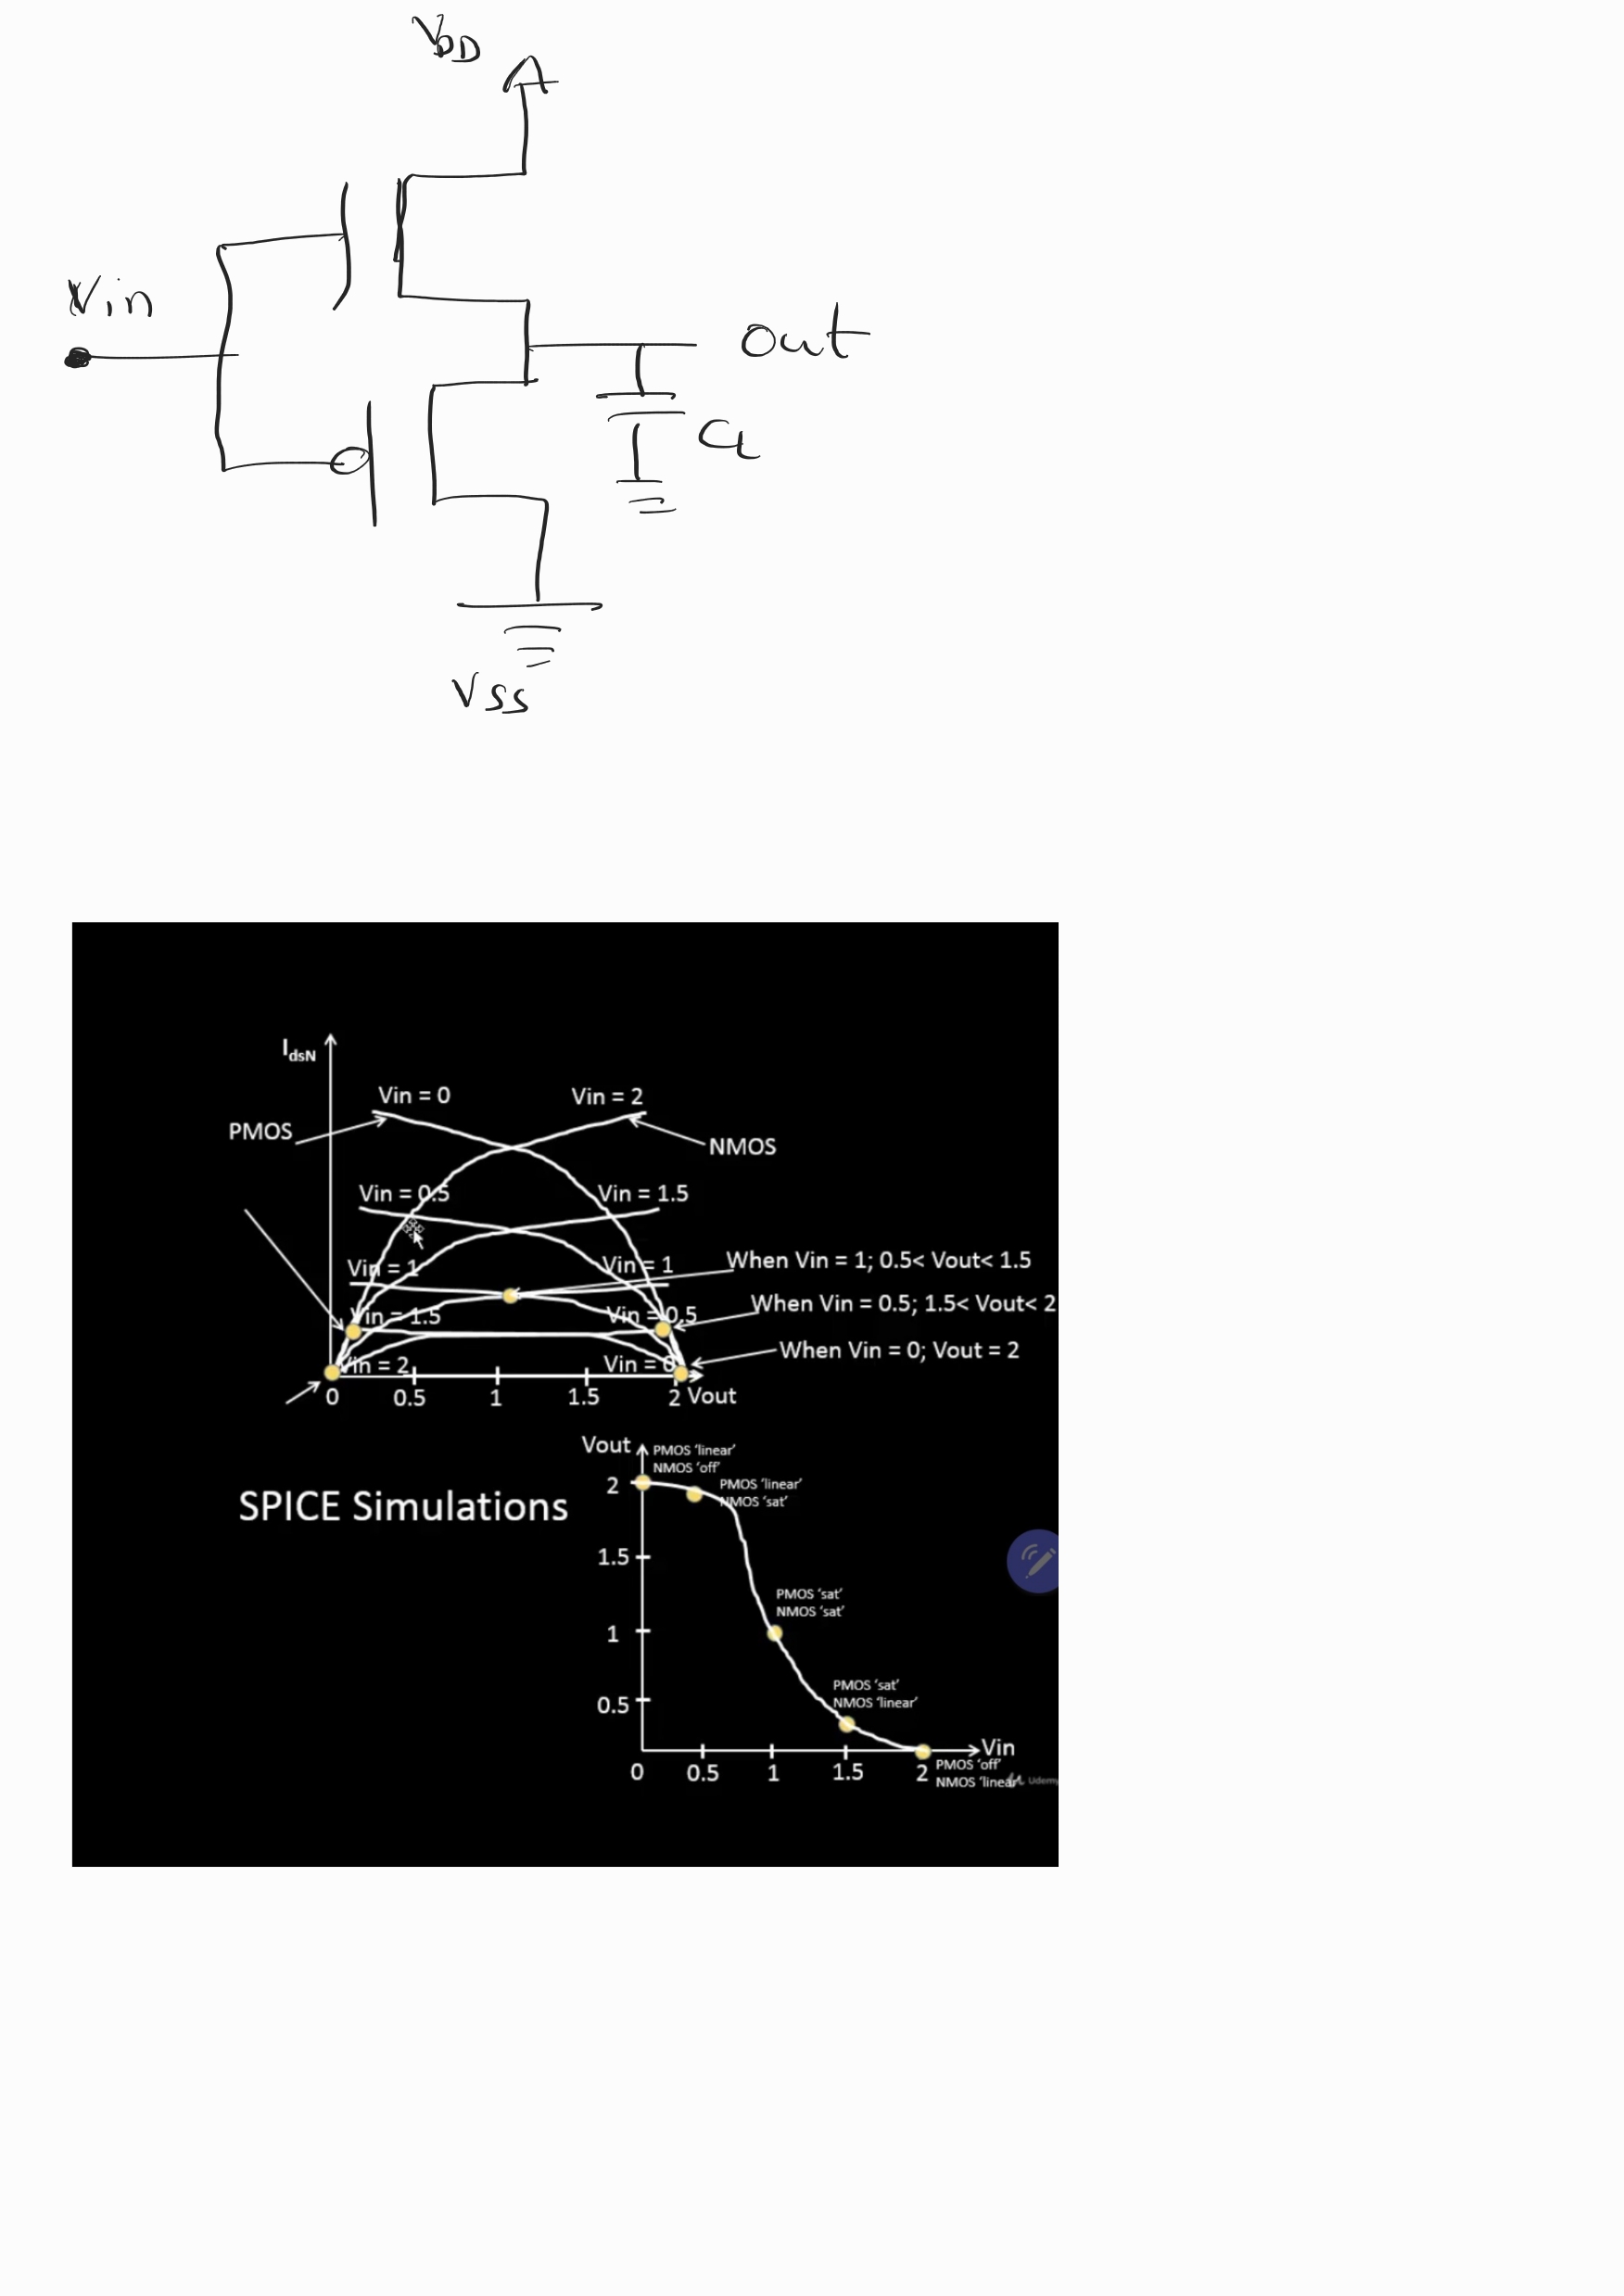 VDD
Vin
out
CL
Vss
IdsN
Vin = 0
Vin = 2
PMOS
NMOS
Vin = 0.5
Vin = 1.5
Vin = 1
Vin = 1
When Vin = 1; 0.5< Vout< 1.5
Vin = 1.5
Vin = 0.5
When Vin = 0.5; 1.5< Vout< 2
Vin = 2
Vin = 0
When Vin = 0; Vout = 2
0
0.5
1
1.5
2
Vout
Vout
PMOS ‘linear’
NMOS ‘off’
2
PMOS ‘linear’
NMOS ‘sat’
SPICE Simulations
1.5
PMOS ‘sat’
NMOS ‘sat’
1
PMOS ‘sat’
NMOS ‘linear’
0.5
Vin
0
0.5
1
1.5
2
PMOS ‘off’
NMOS ‘linear’
Udemy